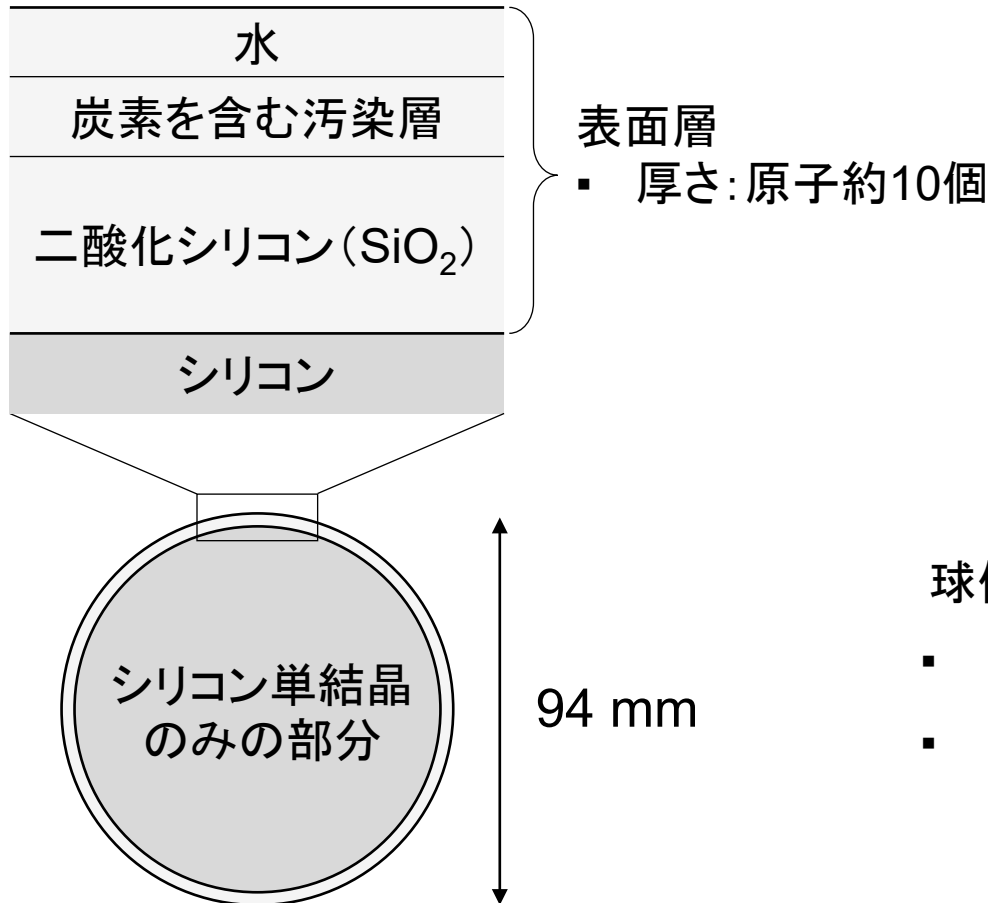 水
炭素を含む汚染層
二酸化シリコン（SiO₂）
シリコン
表面層
▪ 厚さ：原子約10個
シリコン単結晶
のみの部分
94 mm
球
▪
▪